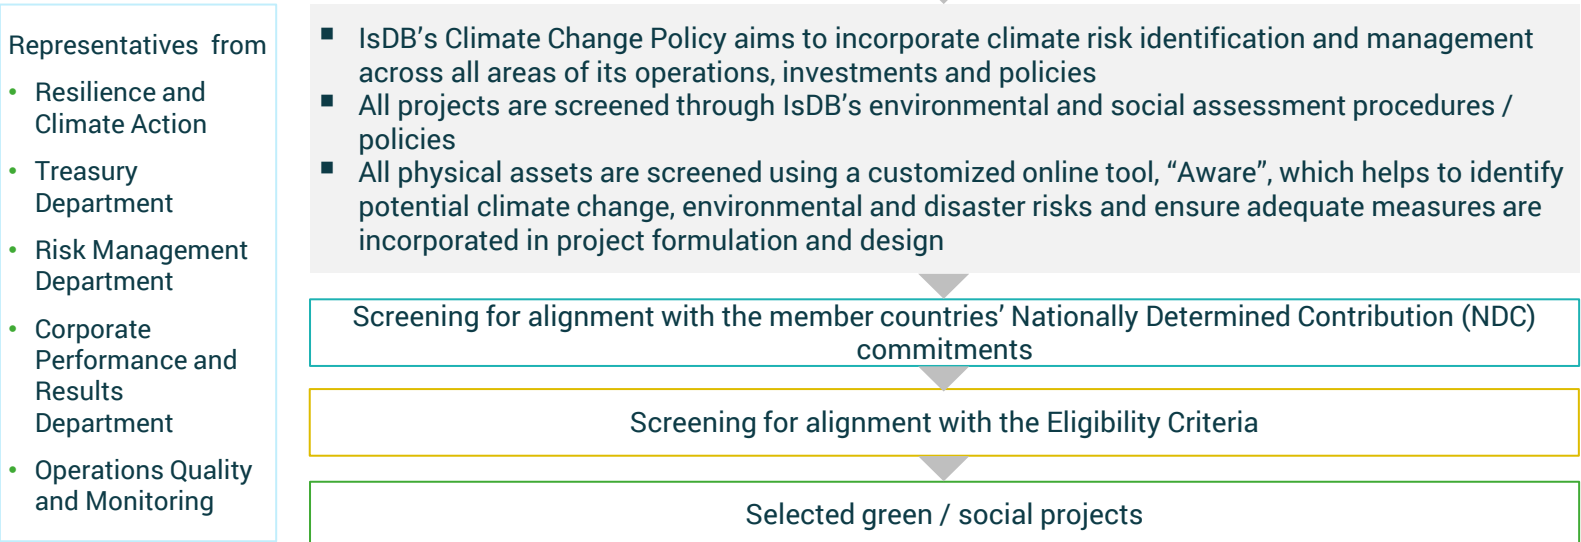 Representatives from
• Resilience and
Climate Action
• Treasury
Department
• Risk Management
Department
• Corporate
Performance and
Results
Department
• Operations Quality
and Monitoring
▪ IsDB’s Climate Change Policy aims to incorporate climate risk identification and management
across all areas of its operations, investments and policies
▪ All projects are screened through IsDB’s environmental and social assessment procedures /
policies
▪ All physical assets are screened using a customized online tool, “Aware”, which helps to identify
potential climate change, environmental and disaster risks and ensure adequate measures are
incorporated in project formulation and design
Screening for alignment with the member countries’ Nationally Determined Contribution (NDC)
commitments
Screening for alignment with the Eligibility Criteria
Selected green / social projects